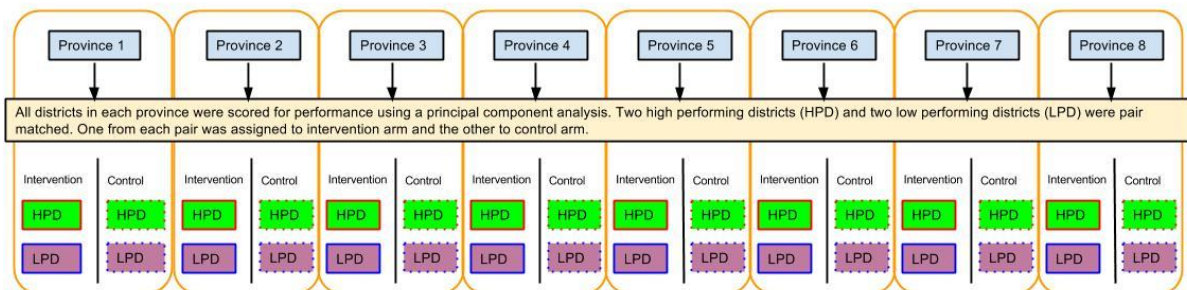 Province 1 Province 2 Province 3 Province 4 Province 5 Province 6 Province 7 Province 8
All districts in each province were scored for performance using a principal component analysis. Two high performing districts (HPD) and two low performing districts (LPD) were pair
matched. One from each pair was assigned to intervention arm and the other to control arm.
Intervention Control Intervention Control Intervention Control Intervention Control Intervention Control Intervention Control Intervention Control Intervention Control
HPD HPD HPD HPD HPD HPD HPD HPD HPD HPD HPD HPD HPD HPD HPD HPD
LPD LPD LPD LPD LPD LPD LPD LPD LPD LPD LPD LPD LPD LPD LPD LPD